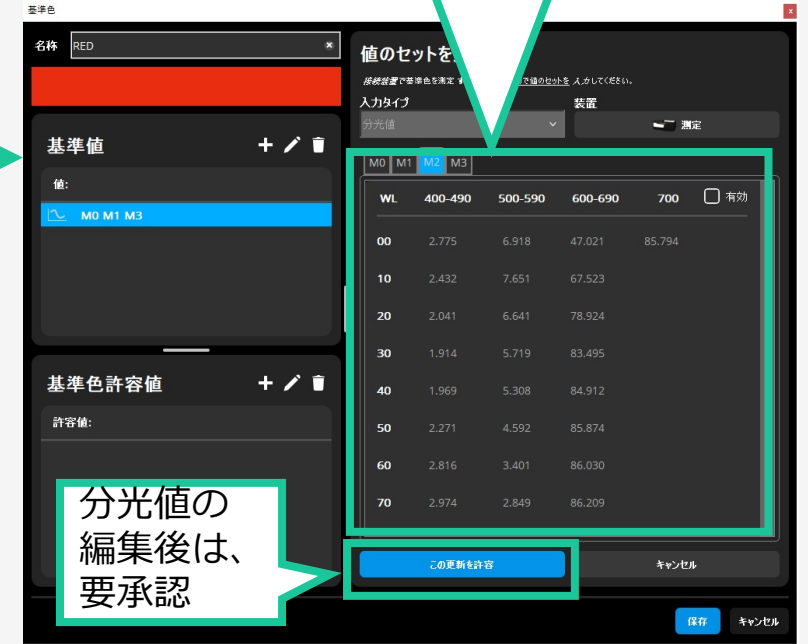 基準色
名称 RED
基準値
値:
M0 M1 M3
基準色許容値
許容値:
分光値の
編集後は、
要承認
値のセットを
接続装置で基準色を測定 で値のセットを 入力してください。
入力タイプ 装置
分光値 測定
M0 M1 M2 M3
WL 400-490 500-590 600-690 700 有効
00 2.775 6.918 47.021 85.794
10 2.432 7.651 67.523
20 2.041 6.641 78.924
30 1.914 5.719 83.495
40 1.969 5.308 84.912
50 2.271 4.592 85.874
60 2.816 3.401 86.030
70 2.974 2.849 86.209
この更新を許容 キャンセル
保存 キャンセル